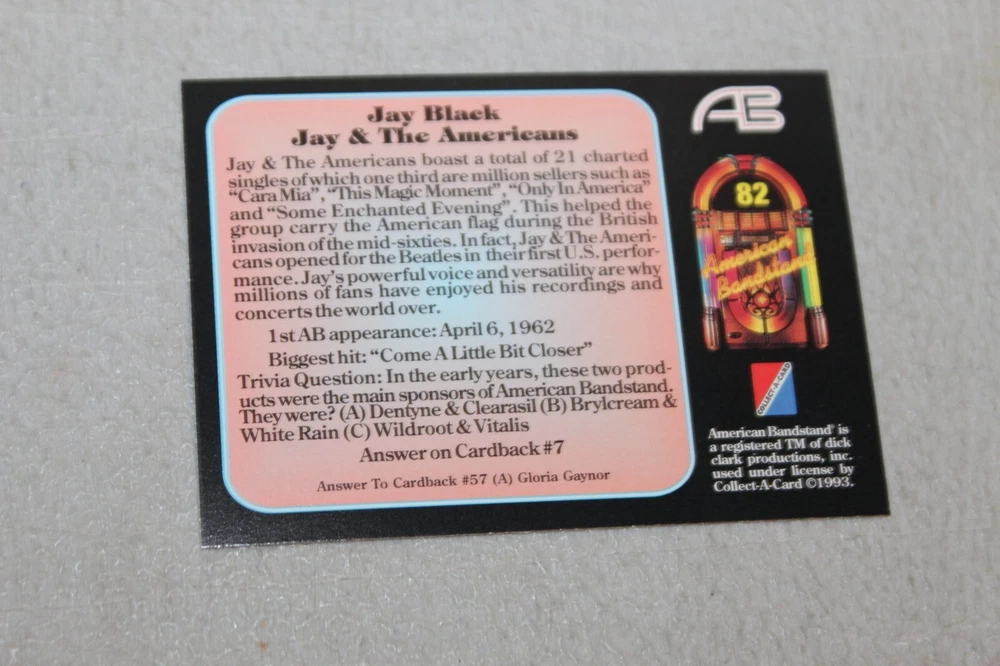 Jay Black
Jay & The Americans
Jay & The Americans boast a total of 21 charted
singles of which one third are million sellers such as
“Cara Mia”, “This Magic Moment”, “Only In America”
and “Some Enchanted Evening”. This helped the
group carry the American flag during the British
invasion of the mid-sixties. In fact, Jay & The Ameri-
cans opened for the Beatles in their first U.S. perfor-
mance. Jay’s powerful voice and versatility are why
millions of fans have enjoyed his recordings and
concerts the world over.
1st AB appearance: April 6, 1962
Biggest hit: “Come A Little Bit Closer”
Trivia Question: In the early years, these two prod-
ucts were the main sponsors of American Bandstand.
They were? (A) Dentyne & Clearasil (B) Brylcream &
White Rain (C) Wildroot & Vitalis
Answer on Cardback #7
Answer To Cardback #57 (A) Gloria Gaynor
AB
82
American
Bandstand
COLLECT-A-CARD
American Bandstand® is
a registered TM of dick
clark productions, inc.
used under license by
Collect-A-Card ©1993.